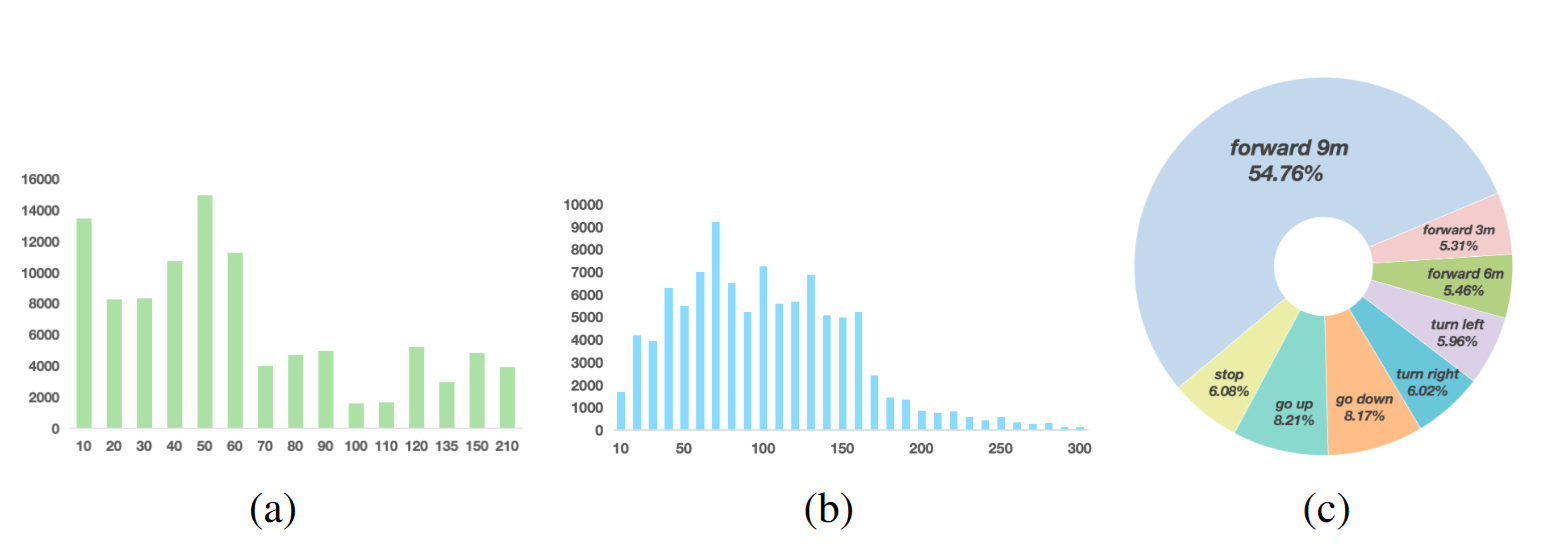 16000
14000
12000
10000
8000
6000
4000
2000
0
10 20 30 40 50 60 70 80 90 100 110 120 135 150 210
(a)
10000
9000
8000
7000
6000
5000
4000
3000
2000
1000
0
10 50 100 150 200 250 300
(b)
forward 9m
54.76%
forward 3m
5.31%
forward 6m
5.46%
turn left
5.96%
turn right
6.02%
go down
8.17%
go up
8.21%
stop
6.08%
(c)